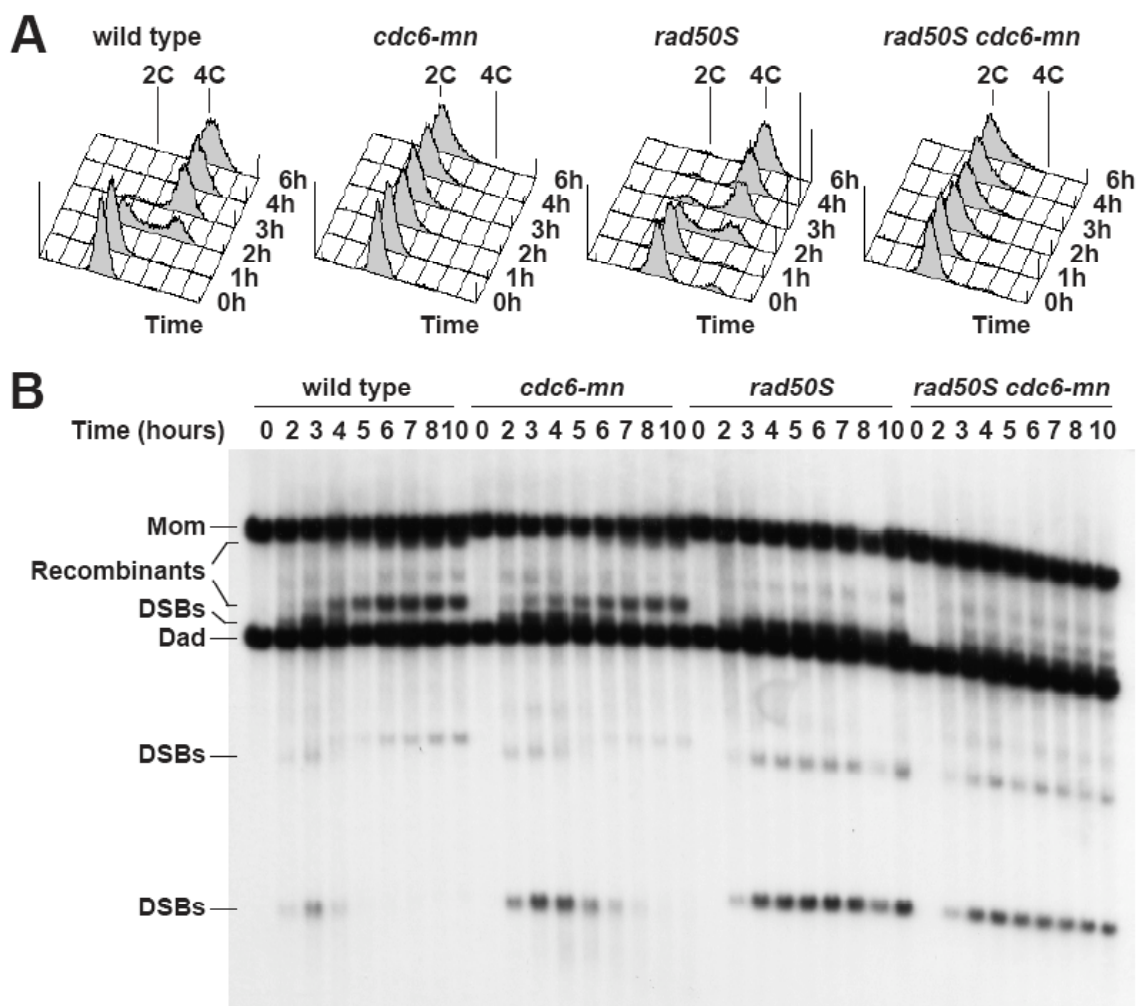 A
wild type cdc6-mn rad50S rad50S cdc6-mn
2C 4C 2C 4C 2C 4C 2C 4C
6h 6h 6h 6h
4h 4h 4h 4h
3h 3h 3h 3h
2h 2h 2h 2h
1h 1h 1h 1h
0h 0h 0h 0h
Time Time Time Time
B
wild type cdc6-mn rad50S rad50S cdc6-mn
Time (hours) 0 2 3 4 5 6 7 8 10 0 2 3 4 5 6 7 8 10 0 2 3 4 5 6 7 8 10 0 2 3 4 5 6 7 8 10
Mom
Recombinants
DSBs
Dad
DSBs
DSBs